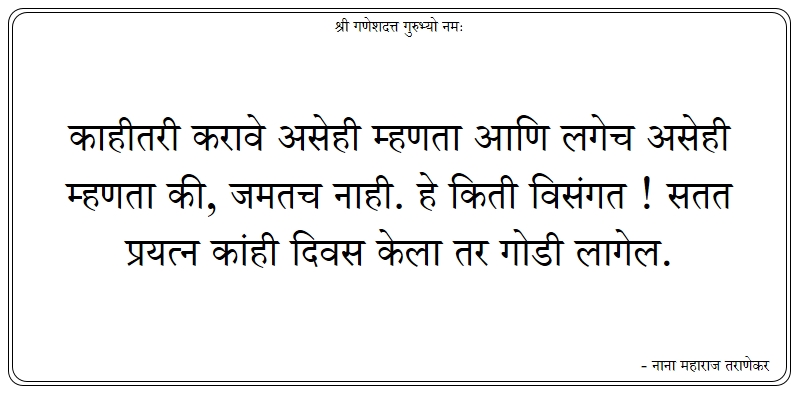 श्री गणेशदत्त गुरुभ्यो नमः
काहीतरी करावे असेही म्हणता आणि लगेच असेही
म्हणता की, जमतच नाही. हे किती विसंगत ! सतत
प्रयत्न कांही दिवस केला तर गोडी लागेल.
- नाना महाराज तराणेकर